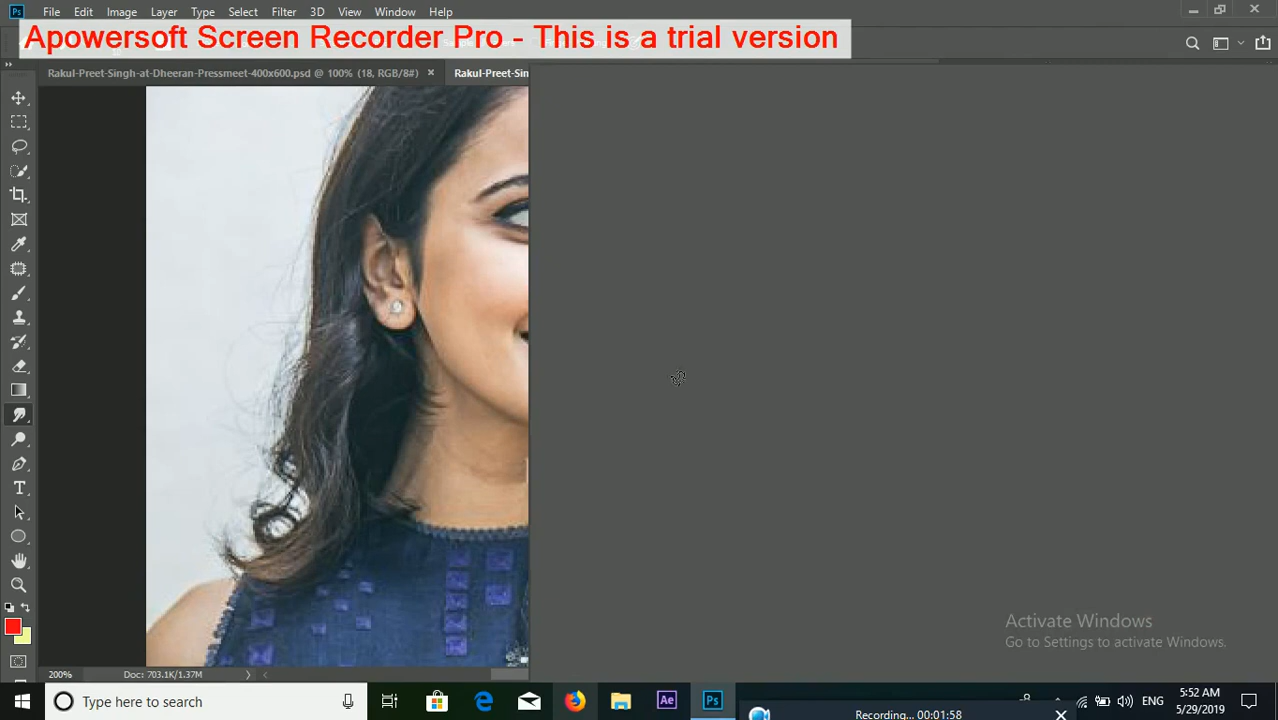 File Edit Image Layer Type Select Filter 3D View Window Help
Apowersoft Screen Recorder Pro - This is a trial version
Rakul-Preet-Singh-at-Dheeran-Pressmeet-400x600.psd @ 100% (18, RGB/8#) × Rakul-Preet-Sin
Activate Windows
Go to Settings to activate Windows.
200% Doc: 703.1K/1.37M
Type here to search
Ae Ps
ENG
5:52 AM
5/29/2019
Recording... 00:01:58